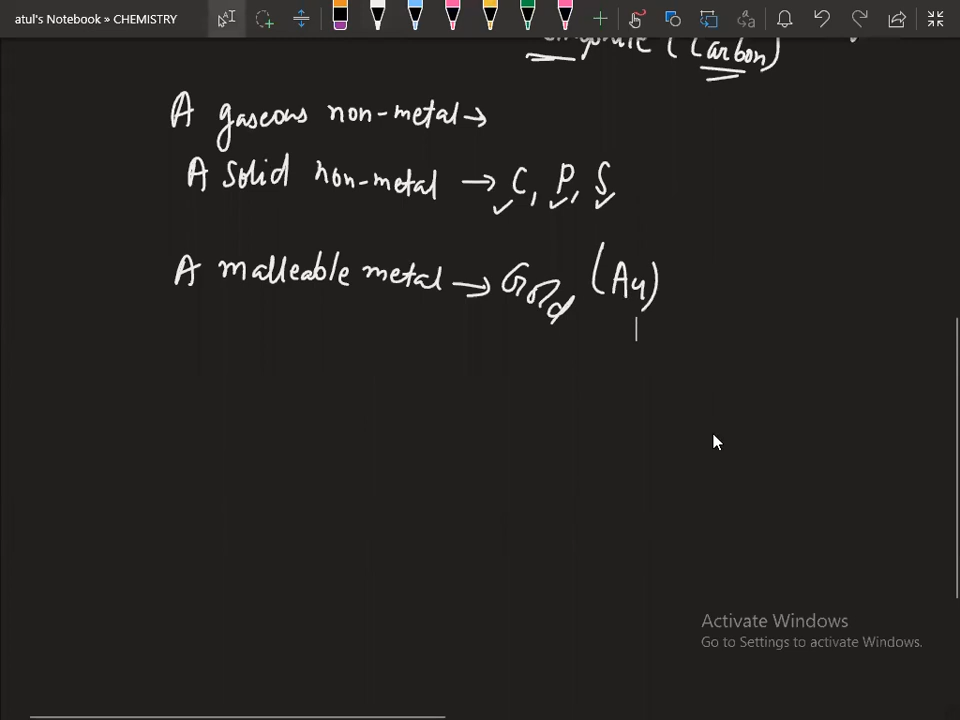 atul's Notebook » CHEMISTRY
(Carbon)
A gaseous non-metal →
A Solid non-metal → C, P, S
A malleable metal → Gold (Au)
Activate Windows
Go to Settings to activate Windows.